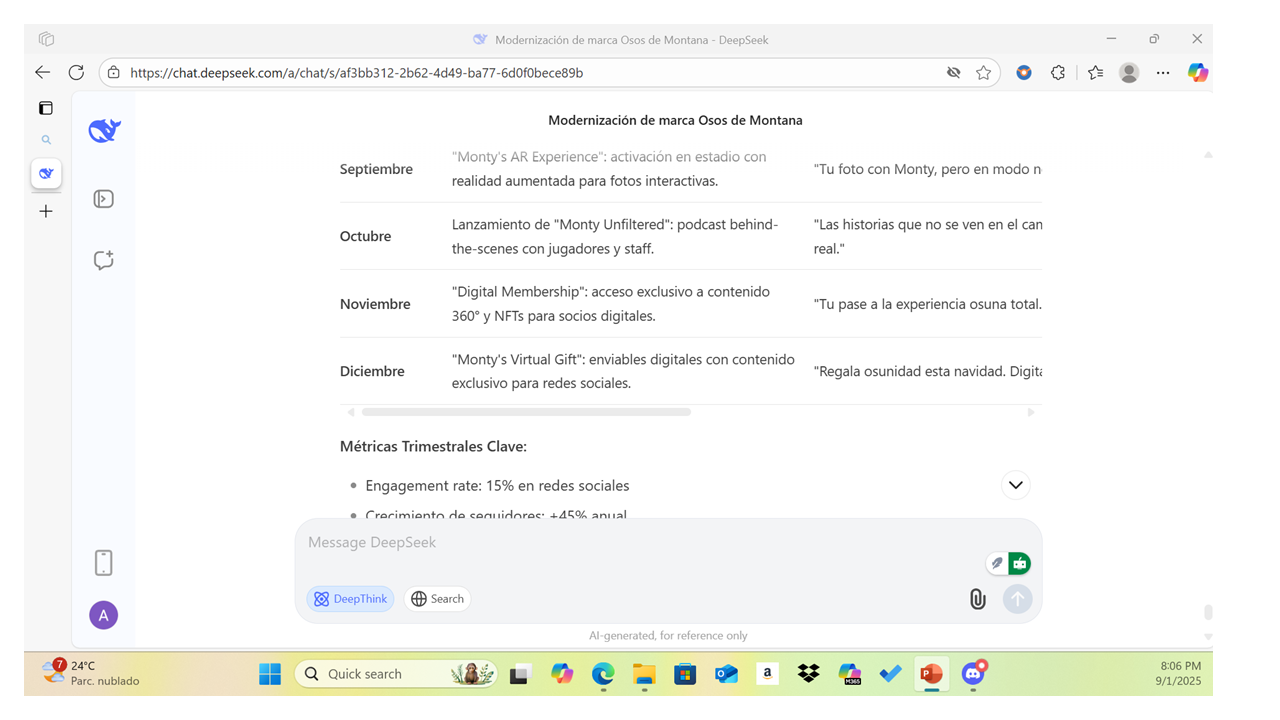 Modernización de marca Osos de Montana - DeepSeek
https://chat.deepseek.com/a/chat/s/af3bb312-2b62-4d49-ba77-6d0f0bece89b
Modernización de marca Osos de Montana
"Monty's AR Experience": activación en estadio con
Septiembre
realidad aumentada para fotos interactivas.
"Tu foto con Monty, pero en modo n
Octubre
Lanzamiento de "Monty Unfiltered": podcast behind-
the-scenes con jugadores y staff.
"Las historias que no se ven en el can
real."
Noviembre
"Digital Membership": acceso exclusivo a contenido
360° y NFTs para socios digitales.
"Tu pase a la experiencia osuna total.
Diciembre
"Monty's Virtual Gift": enviables digitales con contenido
exclusivo para redes sociales.
"Regala osunidad esta navidad. Digita
Métricas Trimestrales Clave:
• Engagement rate: 15% en redes sociales
• Crecimiento de seguidores: +45% anual
Message DeepSeek
DeepThink
Search
A
AI-generated, for reference only
7
24°C
Parc. nublado
Quick search
a
M365
P
8:06 PM
9/1/2025